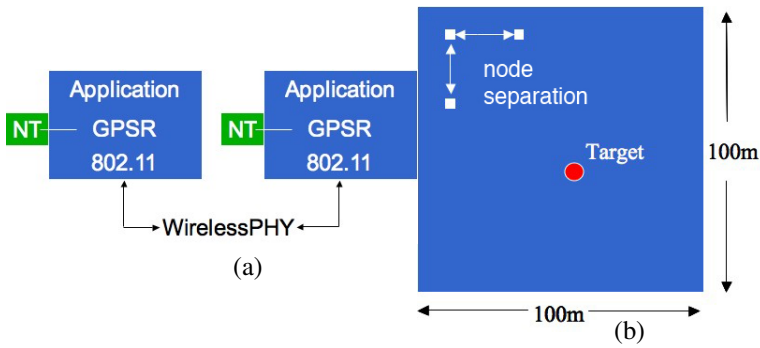 Application
NT
GPSR
802.11
Application
NT
GPSR
802.11
WirelessPHY
(a)
node
separation
Target
100m
100m
(b)